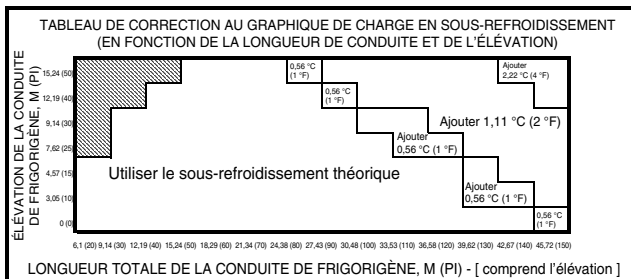 TABLEAU DE CORRECTION AU GRAPHIQUE DE CHARGE EN SOUS-REFROIDISSEMENT
(EN FONCTION DE LA LONGUEUR DE CONDUITE ET DE L'ÉLÉVATION)
ÉLÉVATION DE LA CONDUITE
DE FRIGORIGÈNE, M (PI)
15,24 (50)
12,19 (40)
9,14 (30)
7,62 (25)
4,57 (15)
3,05 (10)
0 (0)
0,56 °C
(1 °F)
0,56 °C
(1 °F)
Ajouter
2,22 °C (4 °F)
Ajouter 1,11 °C (2 °F)
Ajouter
0,56 °C (1 °F)
Utiliser le sous-refroidissement théorique
Ajouter
0,56 °C (1 °F)
0,56 °C
(1 °F)
6,1 (20) 9,14 (30) 12,19 (40) 15,24 (50) 18,29 (60) 21,34 (70) 24,38 (80) 27,43 (90) 30,48 (100) 33,53 (110) 36,58 (120) 39,62 (130) 42,67 (140) 45,72 (150)
LONGUEUR TOTALE DE LA CONDUITE DE FRIGORIGÈNE, M (PI) - [ comprend l'élévation ]